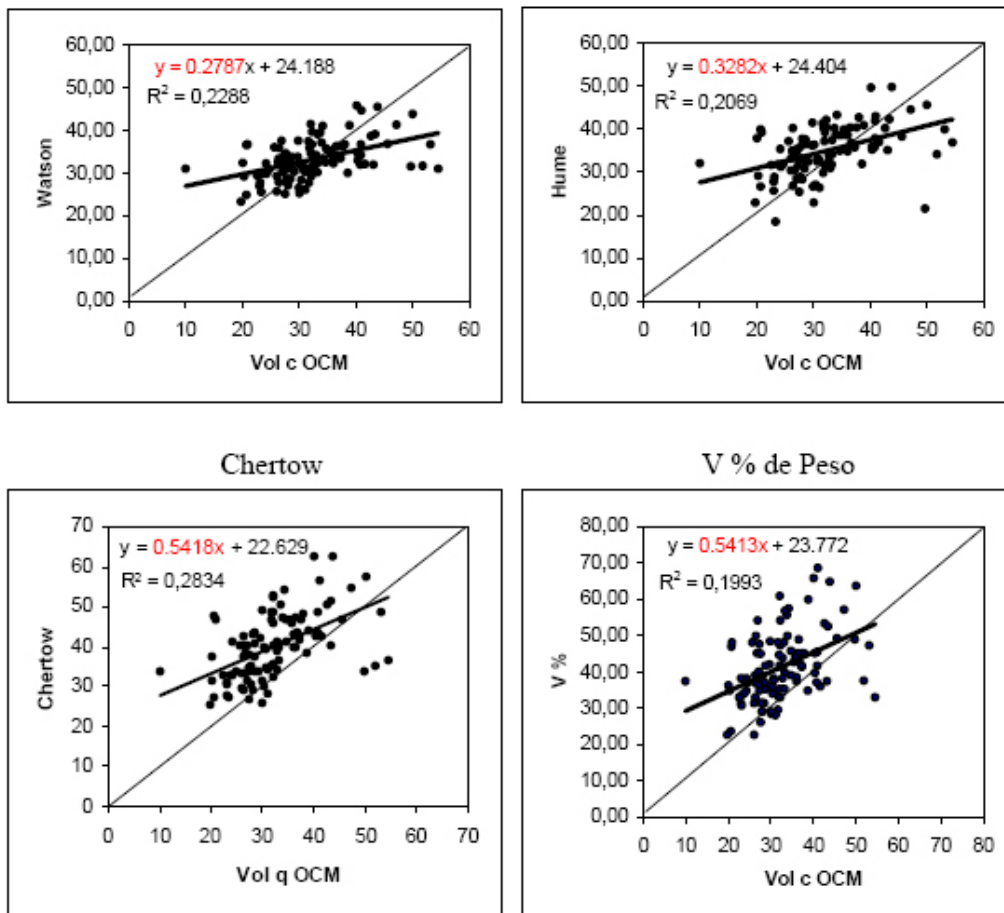 60,00
50,00
40,00
30,00
20,00
10,00
0,00
y = 0.2787x + 24.188
R² = 0,2288
Watson
0 10 20 30 40 50 60
Vol c OCM
60,00
50,00
40,00
30,00
20,00
10,00
0,00
y = 0.3282x + 24.404
R² = 0,2069
Hume
0 10 20 30 40 50 60
Vol c OCM
Chertow
70
60
50
40
30
20
10
0
y = 0.5418x + 22.629
R² = 0,2834
Chertow
0 10 20 30 40 50 60 70
Vol q OCM
V % de Peso
80,00
70,00
60,00
50,00
40,00
30,00
20,00
10,00
0,00
y = 0.5413x + 23.772
R² = 0,1993
V %
0 10 20 30 40 50 60 70 80
Vol c OCM